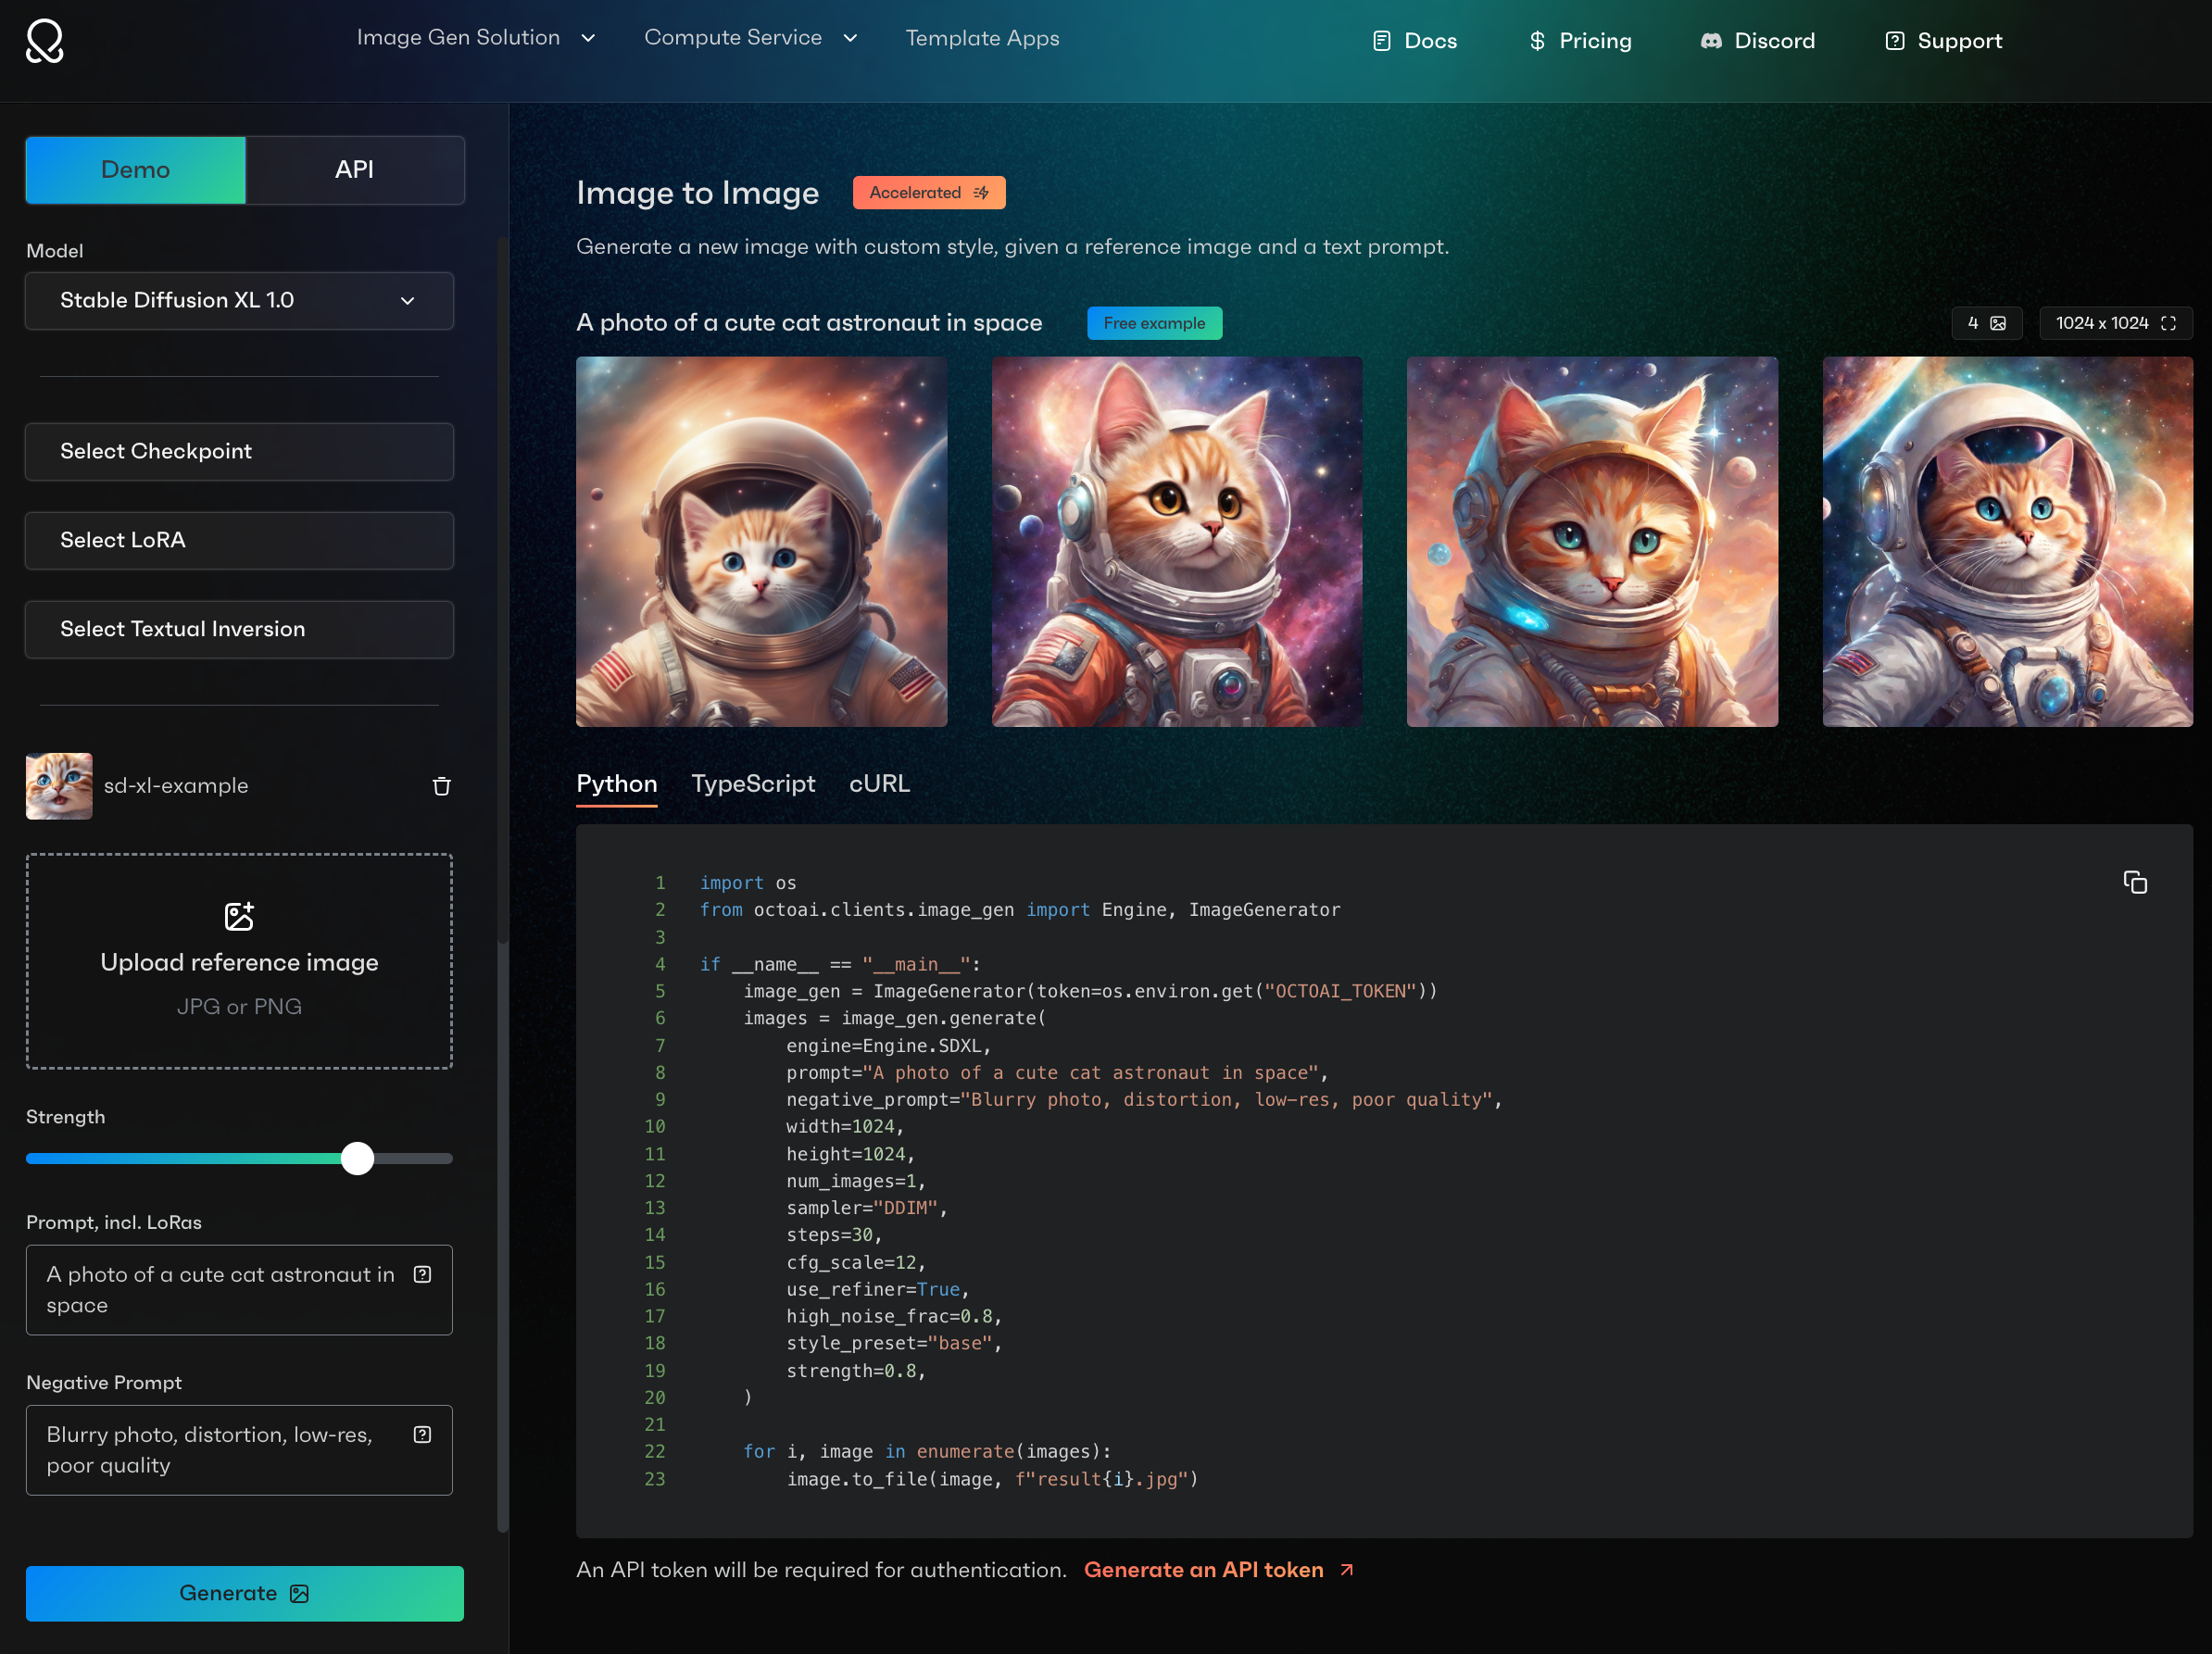 Image Gen Solution
Compute Service
Template Apps
Docs
Pricing
Discord
Support
Demo
API
Model
Stable Diffusion XL 1.0
Select Checkpoint
Select LoRA
Select Textual Inversion
sd-xl-example
Upload reference image
JPG or PNG
Strength
Prompt, incl. LoRas
A photo of a cute cat astronaut in
space
Negative Prompt
Blurry photo, distortion, low-res,
poor quality
Generate
Image to Image
Accelerated
Generate a new image with custom style, given a reference image and a text prompt.
A photo of a cute cat astronaut in space
Free example
4
1024 x 1024
Python
TypeScript
cURL
1 import os
2 from octoai.clients.image_gen import Engine, ImageGenerator
3
4 if __name__ == "__main__":
5     image_gen = ImageGenerator(token=os.environ.get("OCTOAI_TOKEN"))
6     images = image_gen.generate(
7         engine=Engine.SDXL,
8         prompt="A photo of a cute cat astronaut in space",
9         negative_prompt="Blurry photo, distortion, low-res, poor quality",
10         width=1024,
11         height=1024,
12         num_images=1,
13         sampler="DDIM",
14         steps=30,
15         cfg_scale=12,
16         use_refiner=True,
17         high_noise_frac=0.8,
18         style_preset="base",
19         strength=0.8,
20     )
21
22     for i, image in enumerate(images):
23         image.to_file(image, f"result{i}.jpg")
An API token will be required for authentication. Generate an API token